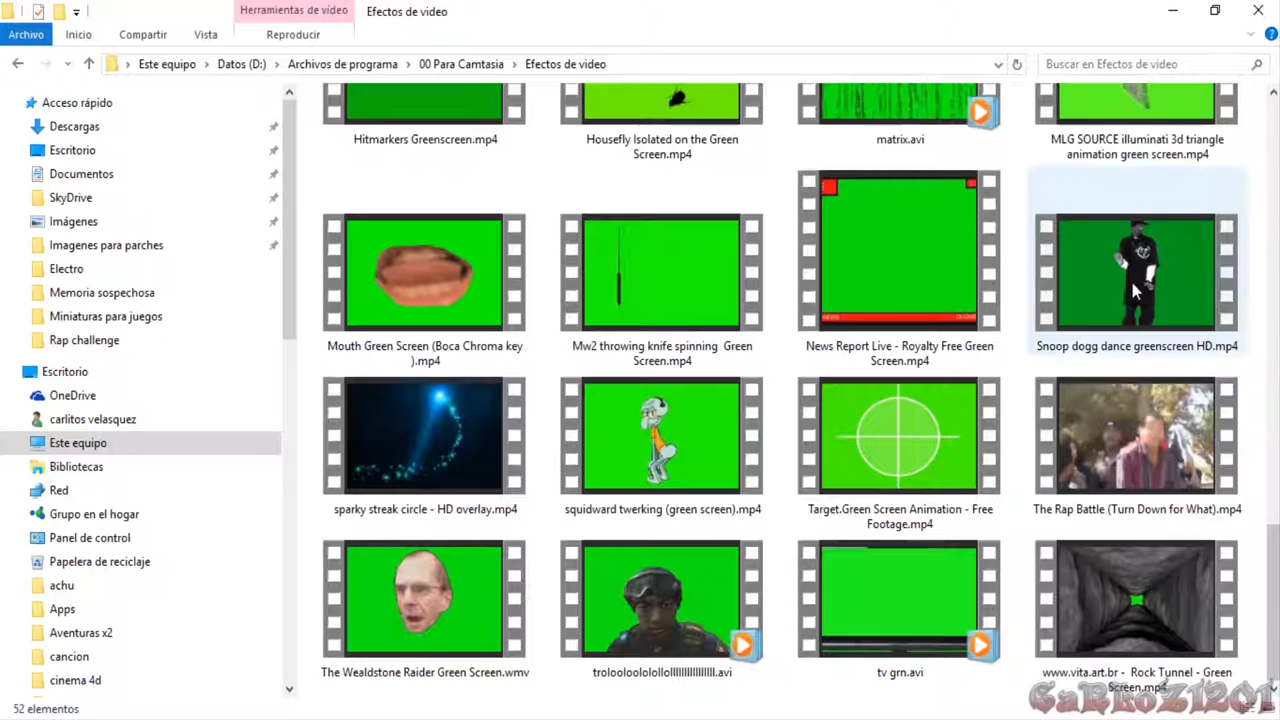 Herramientas de vídeo
Efectos de video
Archivo
Inicio
Compartir
Vista
Reproducir
Este equipo
Datos (D:)
Archivos de programa
00 Para Camtasia
Efectos de video
Buscar en Efectos de video
Acceso rápido
Descargas
Escritorio
Documentos
SkyDrive
Imágenes
Imagenes para parches
Electro
Memoria sospechosa
Miniaturas para juegos
Rap challenge
Escritorio
OneDrive
carlitos velasquez
Este equipo
Bibliotecas
Red
Grupo en el hogar
Panel de control
Papelera de reciclaje
achu
Apps
Aventuras x2
cancion
cinema 4d
Hitmarkers Greenscreen.mp4
Housefly Isolated on the Green
Screen.mp4
matrix.avi
MLG SOURCE illuminati 3d triangle
animation green screen.mp4
Mouth Green Screen (Boca Chroma key
).mp4
Mw2 throwing knife spinning Green
Screen.mp4
News Report Live - Royalty Free Green
Screen.mp4
Snoop dogg dance greenscreen HD.mp4
sparky streak circle - HD overlay.mp4
squidward twerking (green screen).mp4
Target.Green Screen Animation - Free
Footage.mp4
The Rap Battle (Turn Down for What).mp4
The Wealdstone Raider Green Screen.wmv
tv grn.avi
www.vita.art.br - Rock Tunnel - Green
Screen.mp4
52 elementos
CaRLoZ1201